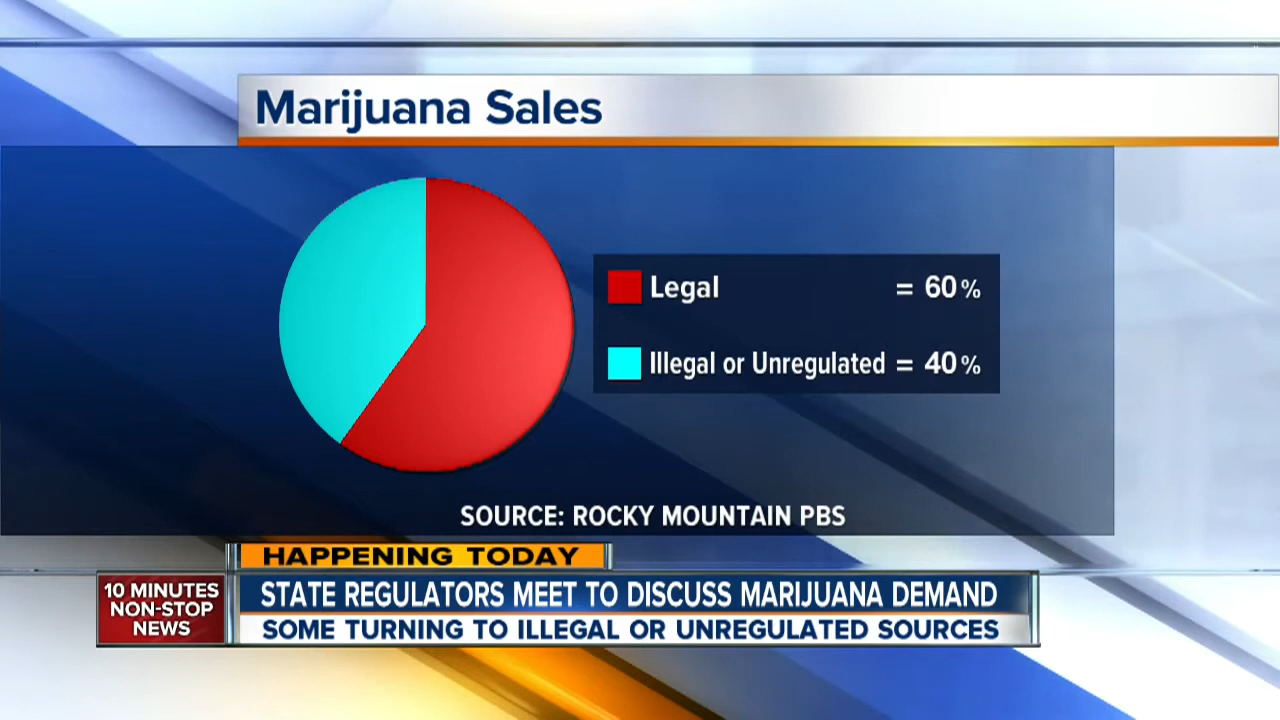 Marijuana Sales
Legal = 60%
Illegal or Unregulated = 40%
SOURCE: ROCKY MOUNTAIN PBS
HAPPENING TODAY
10 MINUTES
NON-STOP
NEWS
STATE REGULATORS MEET TO DISCUSS MARIJUANA DEMAND
SOME TURNING TO ILLEGAL OR UNREGULATED SOURCES